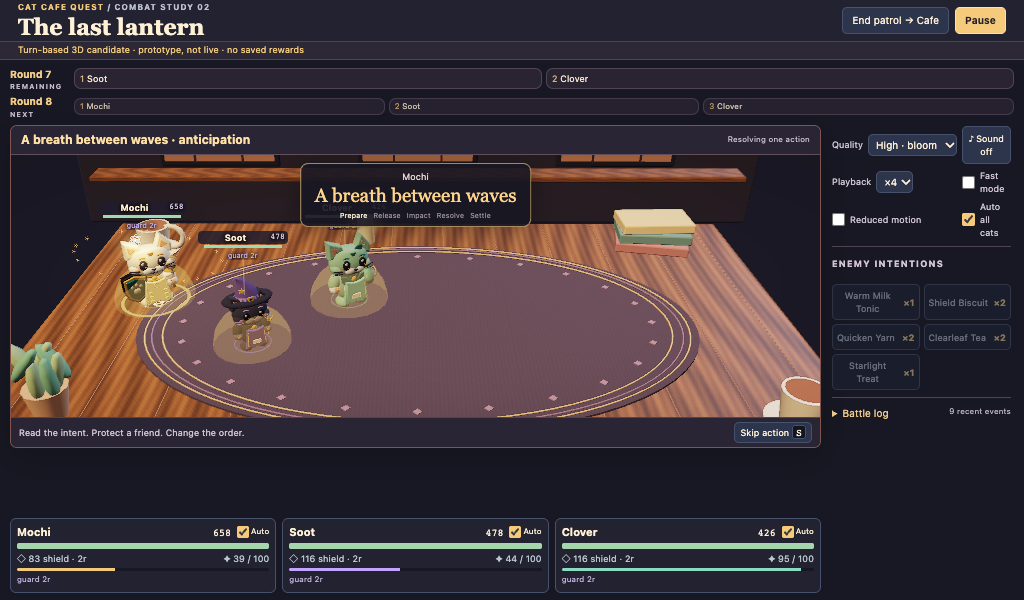 CAT CAFE QUEST / COMBAT STUDY 02
The last lantern
End patrol → Cafe
Pause
Turn-based 3D candidate · prototype, not live · no saved rewards
Round 7
REMAINING
1 Soot
2 Clover
Round 8
NEXT
1 Mochi
2 Soot
3 Clover
A breath between waves · anticipation
Resolving one action
Mochi
A breath between waves
Prepare Release Impact Resolve Settle
Mochi 658
guard 2r
Soot 478
guard 2r
Read the intent. Protect a friend. Change the order.
Skip action S
Quality
High · bloom
♪ Sound off
Playback
x4
Fast mode
Reduced motion
Auto all cats
ENEMY INTENTIONS
Warm Milk Tonic ×1
Shield Biscuit ×2
Quicken Yarn ×2
Clearleaf Tea ×2
Starlight Treat ×1
Battle log
9 recent events
Mochi 658 Auto
◇ 83 shield · 2r ✦ 39 / 100
guard 2r
Soot 478 Auto
◇ 116 shield · 2r ✦ 44 / 100
guard 2r
Clover 426 Auto
◇ 116 shield · 2r ✦ 95 / 100
guard 2r